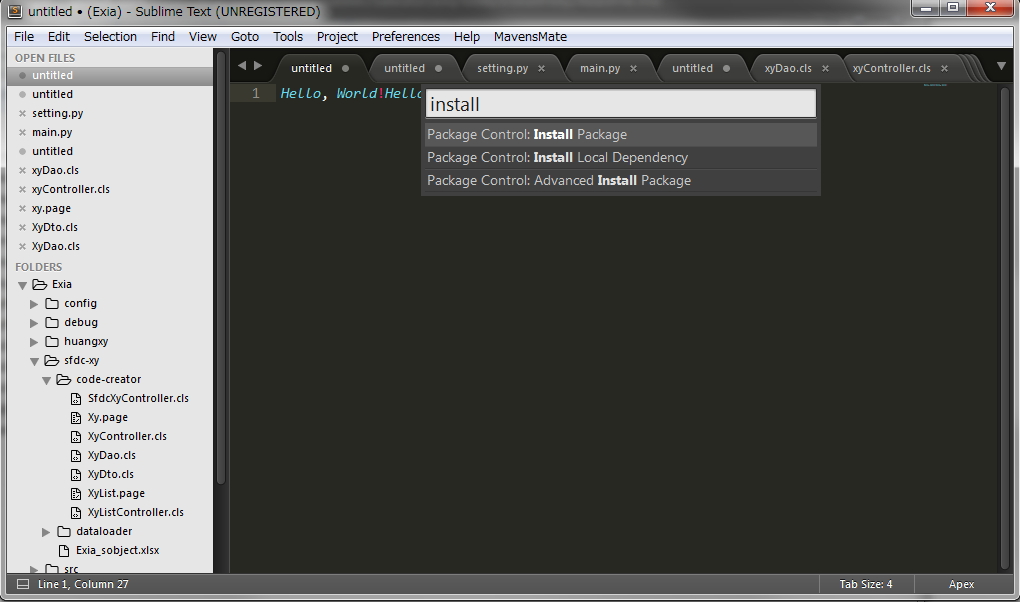 untitled • (Exia) - Sublime Text (UNREGISTERED)
File Edit Selection Find View Goto Tools Project Preferences Help MavensMate
OPEN FILES
untitled
untitled
setting.py
main.py
untitled
xyDao.cls
xyController.cls
xy.page
XyDto.cls
XyDao.cls
FOLDERS
Exia
config
debug
huangxy
sfdc-xy
code-creator
SfdcXyController.cls
Xy.page
XyController.cls
XyDao.cls
XyDto.cls
XyList.page
XyListController.cls
dataloader
Exia_sobject.xlsx
src
untitled untitled setting.py main.py untitled xyDao.cls xyController.cls
1 Hello, World!Hello
install
Package Control: Install Package
Package Control: Install Local Dependency
Package Control: Advanced Install Package
Line 1, Column 27 Tab Size: 4 Apex